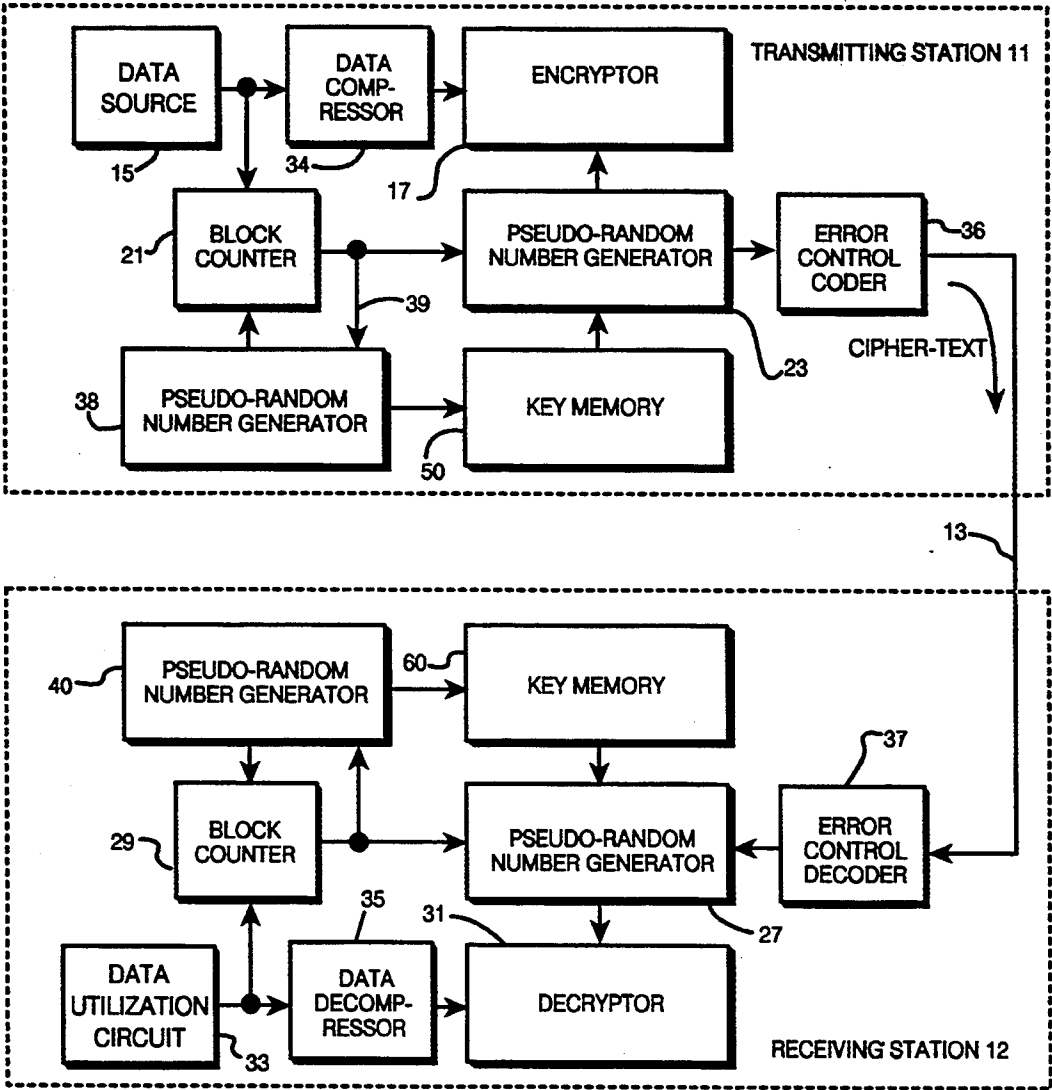 TRANSMITTING STATION 11
DATA
SOURCE
15
DATA
COMP-
RESSOR
34
ENCRYPTOR
17
BLOCK
COUNTER
21
39
PSEUDO-RANDOM
NUMBER GENERATOR
23
ERROR
CONTROL
CODER
36
CIPHER-TEXT
PSEUDO-RANDOM
NUMBER GENERATOR
38
KEY MEMORY
50
13
PSEUDO-RANDOM
NUMBER GENERATOR
40
KEY MEMORY
60
BLOCK
COUNTER
29
PSEUDO-RANDOM
NUMBER GENERATOR
27
ERROR
CONTROL
DECODER
37
DATA
UTILIZATION
CIRCUIT
33
DATA
DECOMP-
RESSOR
35
DECRYPTOR
31
RECEIVING STATION 12